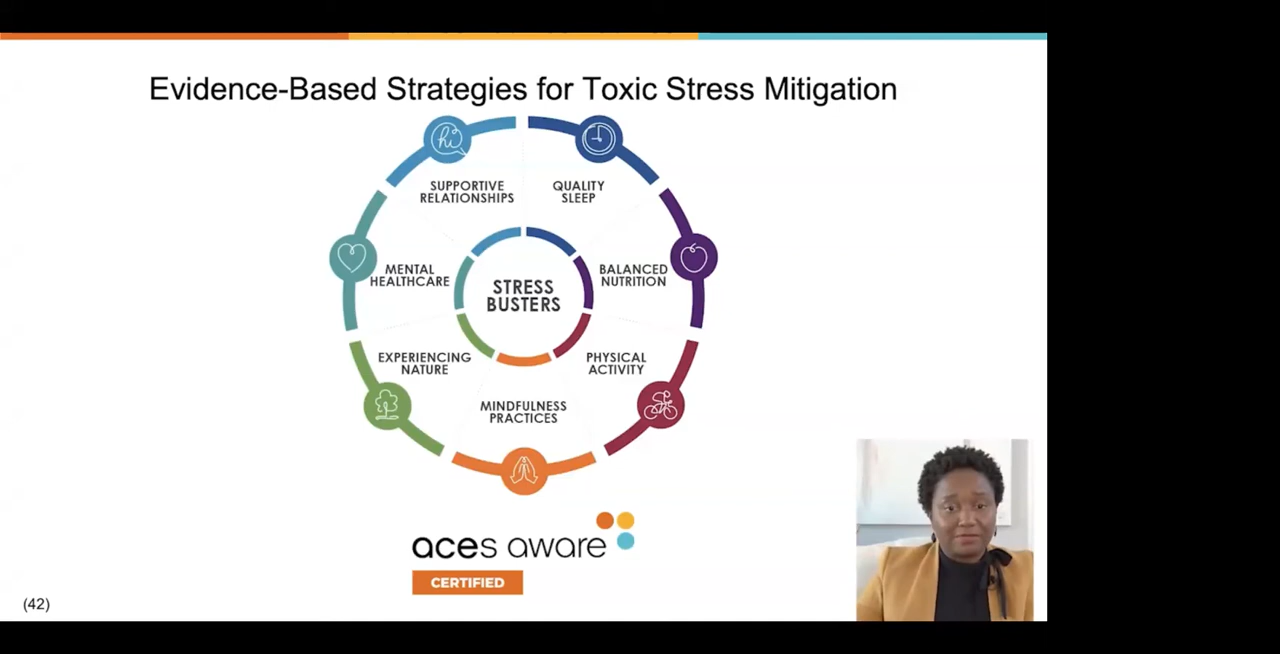 Evidence-Based Strategies for Toxic Stress Mitigation
hi
SUPPORTIVE
RELATIONSHIPS
QUALITY
SLEEP
MENTAL
HEALTHCARE
STRESS
BUSTERS
BALANCED
NUTRITION
EXPERIENCING
NATURE
PHYSICAL
ACTIVITY
MINDFULNESS
PRACTICES
aces aware
CERTIFIED
(42)